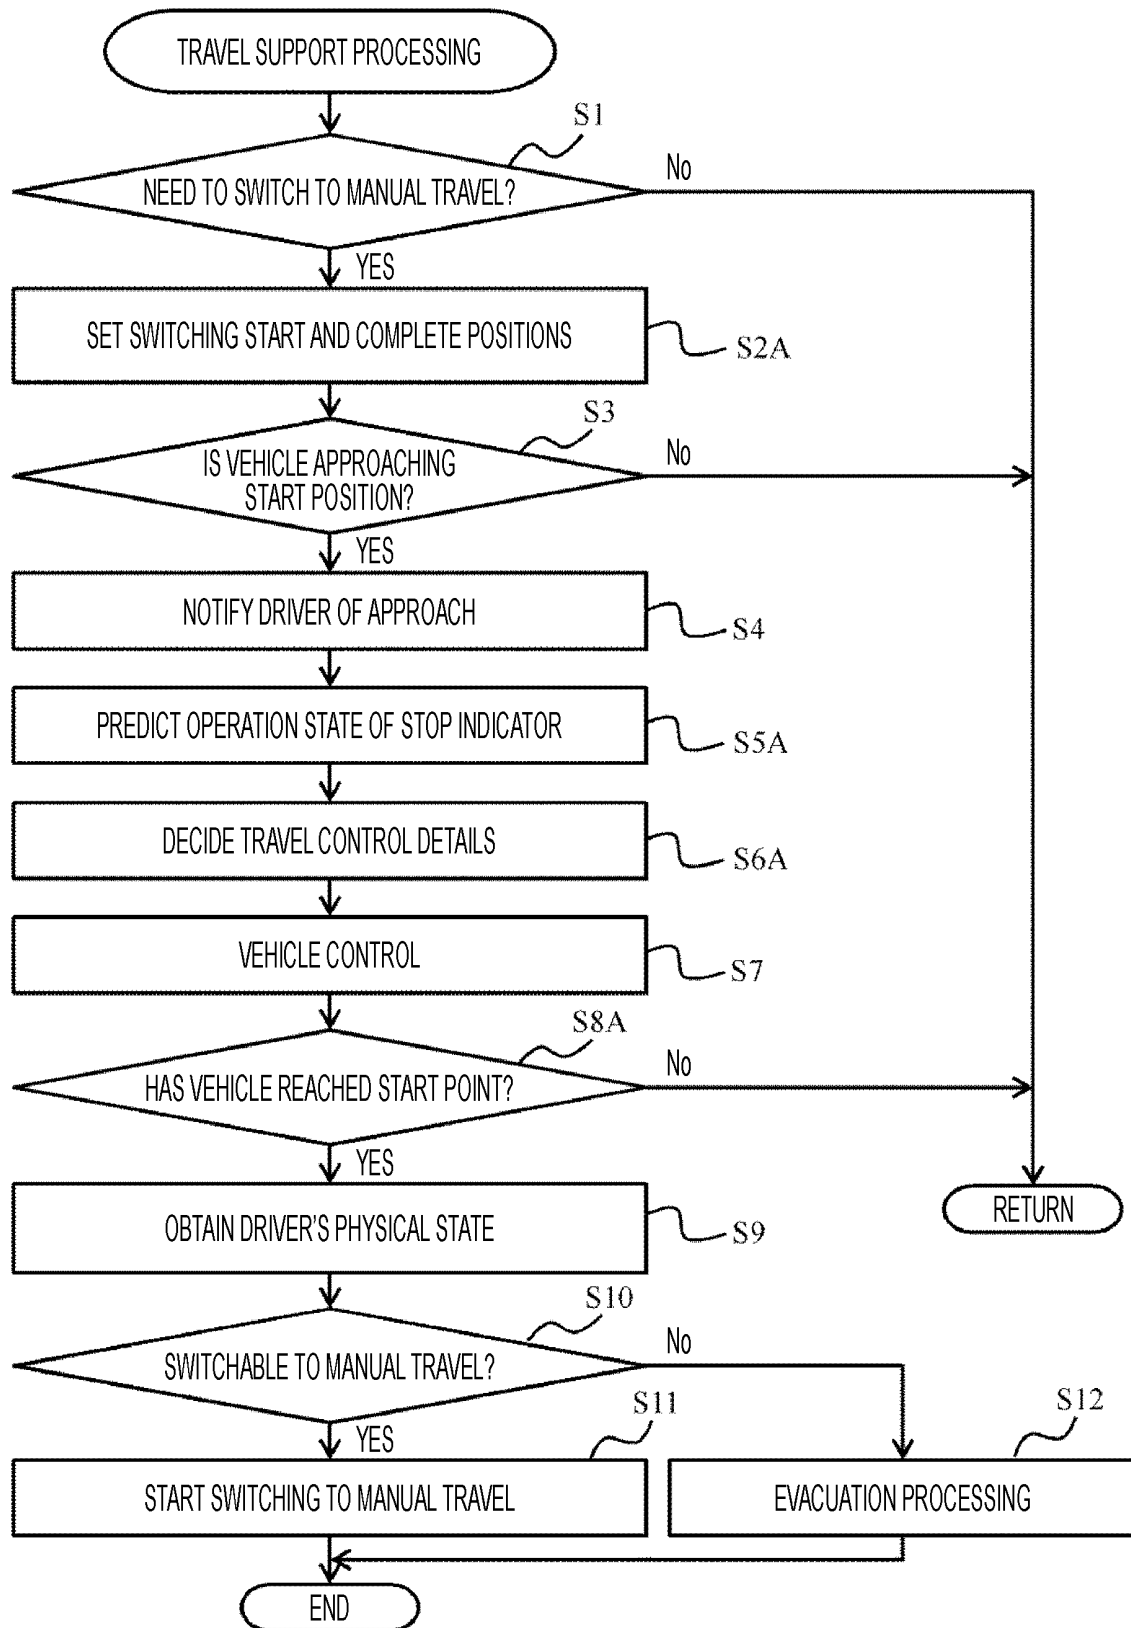 TRAVEL SUPPORT PROCESSING
S1
NEED TO SWITCH TO MANUAL TRAVEL?
No
YES
SET SWITCHING START AND COMPLETE POSITIONS
S2A
S3
IS VEHICLE APPROACHING
START POSITION?
No
YES
NOTIFY DRIVER OF APPROACH
S4
PREDICT OPERATION STATE OF STOP INDICATOR
S5A
DECIDE TRAVEL CONTROL DETAILS
S6A
VEHICLE CONTROL
S7
S8A
HAS VEHICLE REACHED START POINT?
No
YES
OBTAIN DRIVER'S PHYSICAL STATE
S9
RETURN
S10
SWITCHABLE TO MANUAL TRAVEL?
No
YES
S11
START SWITCHING TO MANUAL TRAVEL
S12
EVACUATION PROCESSING
END